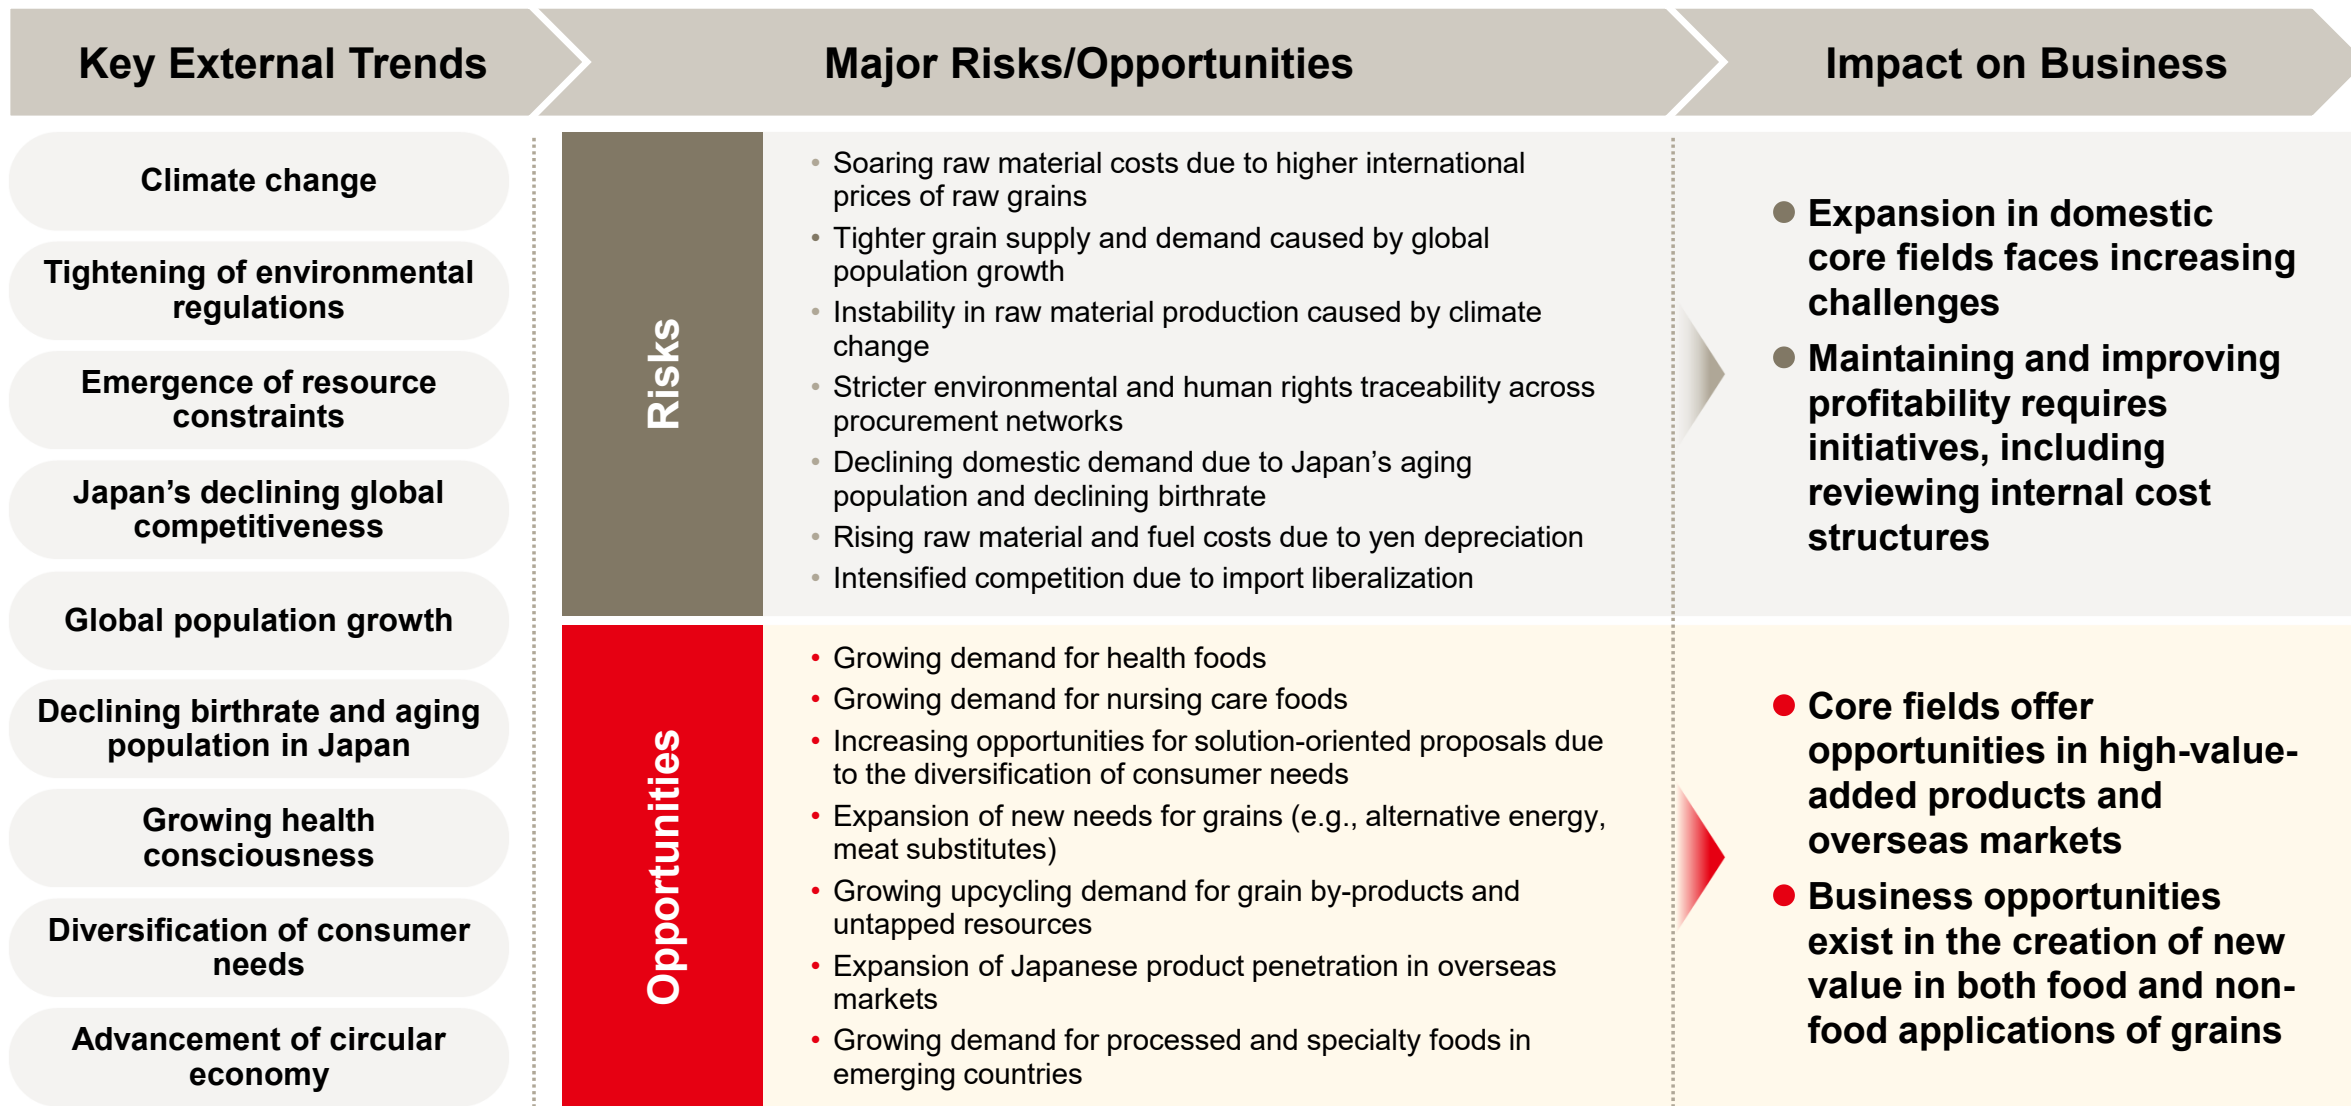 Key External Trends
Major Risks/Opportunities
Impact on Business
Climate change
Tightening of environmental
regulations
Emergence of resource
constraints
Japan’s declining global
competitiveness
Global population growth
Declining birthrate and aging
population in Japan
Growing health
consciousness
Diversification of consumer
needs
Advancement of circular
economy
Risks
• Soaring raw material costs due to higher international
prices of raw grains
• Tighter grain supply and demand caused by global
population growth
• Instability in raw material production caused by climate
change
• Stricter environmental and human rights traceability across
procurement networks
• Declining domestic demand due to Japan’s aging
population and declining birthrate
• Rising raw material and fuel costs due to yen depreciation
• Intensified competition due to import liberalization
● Expansion in domestic
core fields faces increasing
challenges
● Maintaining and improving
profitability requires
initiatives, including
reviewing internal cost
structures
Opportunities
• Growing demand for health foods
• Growing demand for nursing care foods
• Increasing opportunities for solution-oriented proposals due
to the diversification of consumer needs
• Expansion of new needs for grains (e.g., alternative energy,
meat substitutes)
• Growing upcycling demand for grain by-products and
untapped resources
• Expansion of Japanese product penetration in overseas
markets
• Growing demand for processed and specialty foods in
emerging countries
● Core fields offer
opportunities in high-value-
added products and
overseas markets
● Business opportunities
exist in the creation of new
value in both food and non-
food applications of grains